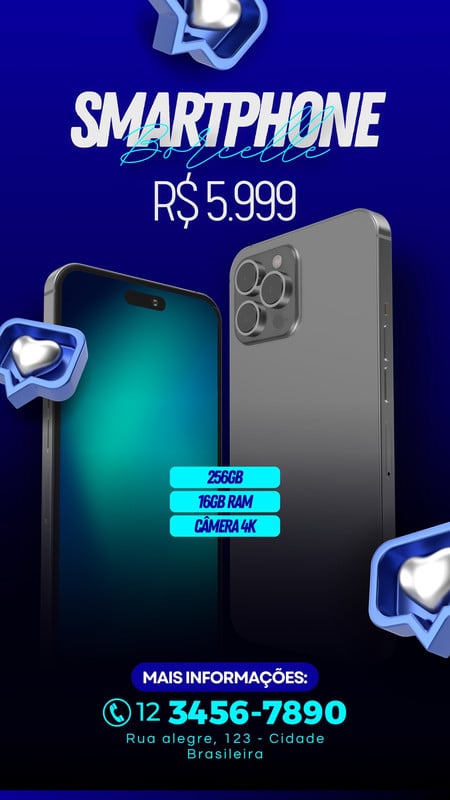 SMARTPHONE
Borcelle
R$ 5.999
256GB
16GB RAM
CÂMERA 4K
MAIS INFORMAÇÕES:
12 3456-7890
Rua alegre, 123 - Cidade
Brasileira